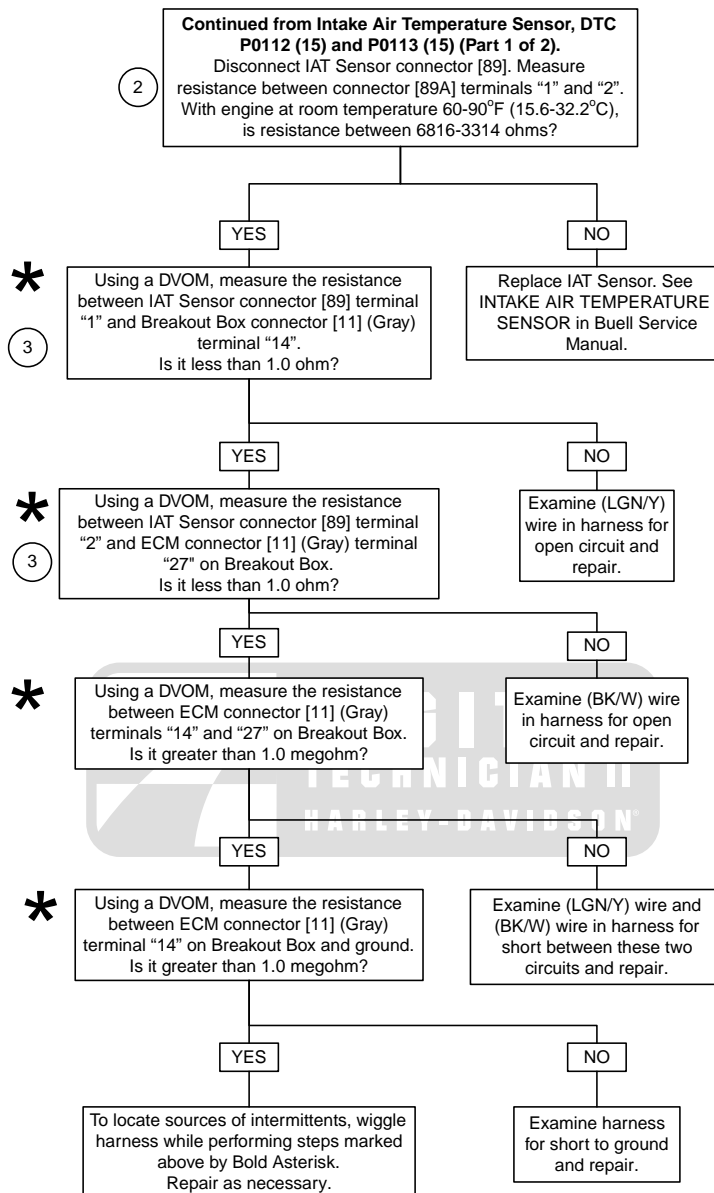 Continued from Intake Air Temperature Sensor, DTC
P0112 (15) and P0113 (15) (Part 1 of 2).
Disconnect IAT Sensor connector [89]. Measure
resistance between connector [89A] terminals “1” and “2”.
With engine at room temperature 60-90°F (15.6-32.2°C),
is resistance between 6816-3314 ohms?
2
YES
NO
*
Using a DVOM, measure the resistance
between IAT Sensor connector [89] terminal
“1” and Breakout Box connector [11] (Gray)
terminal “14”.
Is it less than 1.0 ohm?
3
Replace IAT Sensor. See
INTAKE AIR TEMPERATURE
SENSOR in Buell Service
Manual.
YES
NO
*
Using a DVOM, measure the resistance
between IAT Sensor connector [89] terminal
“2” and ECM connector [11] (Gray) terminal
“27" on Breakout Box.
Is it less than 1.0 ohm?
3
Examine (LGN/Y)
wire in harness for
open circuit and
repair.
YES
NO
*
Using a DVOM, measure the resistance
between ECM connector [11] (Gray)
terminals “14” and “27” on Breakout Box.
Is it greater than 1.0 megohm?
Examine (BK/W) wire
in harness for open
circuit and repair.
TECHNICIAN II
HARLEY-DAVIDSON®
YES
NO
*
Using a DVOM, measure the resistance
between ECM connector [11] (Gray)
terminal “14” on Breakout Box and ground.
Is it greater than 1.0 megohm?
Examine (LGN/Y) wire and
(BK/W) wire in harness for
short between these two
circuits and repair.
YES
NO
To locate sources of intermittents, wiggle
harness while performing steps marked
above by Bold Asterisk.
Repair as necessary.
Examine harness
for short to ground
and repair.